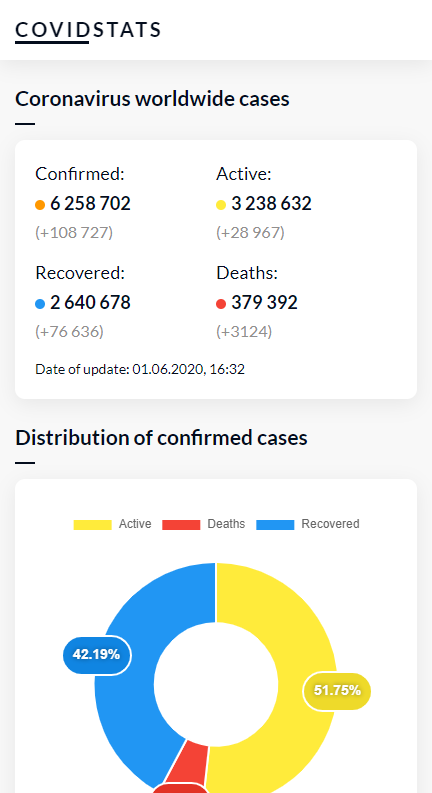 COVIDSTATS
Coronavirus worldwide cases
Confirmed:
6 258 702
(+108 727)
Active:
3 238 632
(+28 967)
Recovered:
2 640 678
(+76 636)
Deaths:
379 392
(+3124)
Date of update: 01.06.2020, 16:32
Distribution of confirmed cases
Active Deaths Recovered
42.19%
51.75%